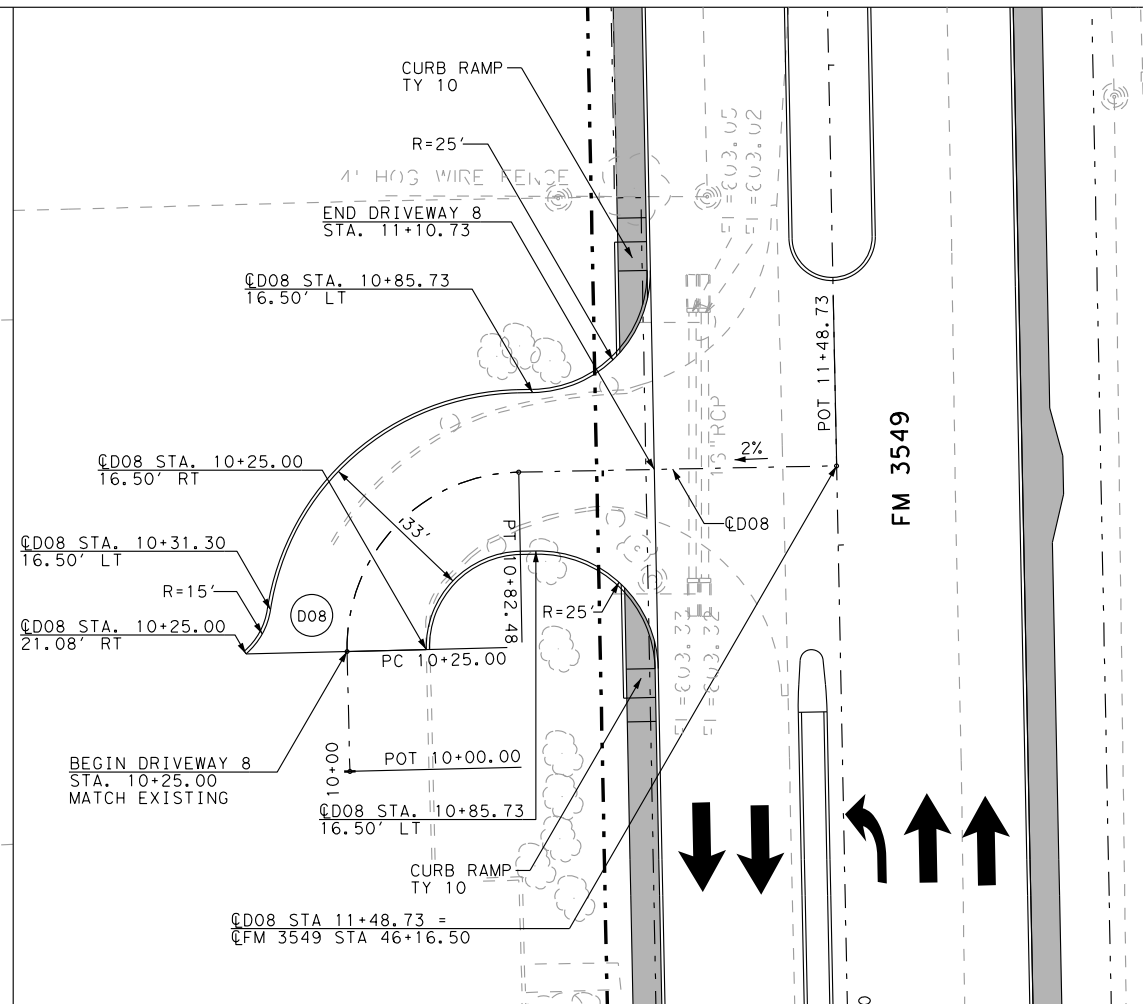 CURB RAMP
TY 10
R=25'
4' HOG WIRE FENCE
END DRIVEWAY 8
STA. 11+10.73
℄D08 STA. 10+85.73
16.50' LT
POT 11+48.73
FM 3549
2%
15" RCP
℄D08
℄D08 STA. 10+25.00
16.50' RT
33'
PT 10+82.48
℄D08 STA. 10+31.30
16.50' LT
R=15'
D08
R=25'
℄D08 STA. 10+25.00
21.08' RT
PC 10+25.00
BEGIN DRIVEWAY 8
STA. 10+25.00
MATCH EXISTING
10+00
POT 10+00.00
℄D08 STA. 10+85.73
16.50' LT
CURB RAMP
TY 10
℄D08 STA 11+48.73 =
℄FM 3549 STA 46+16.50